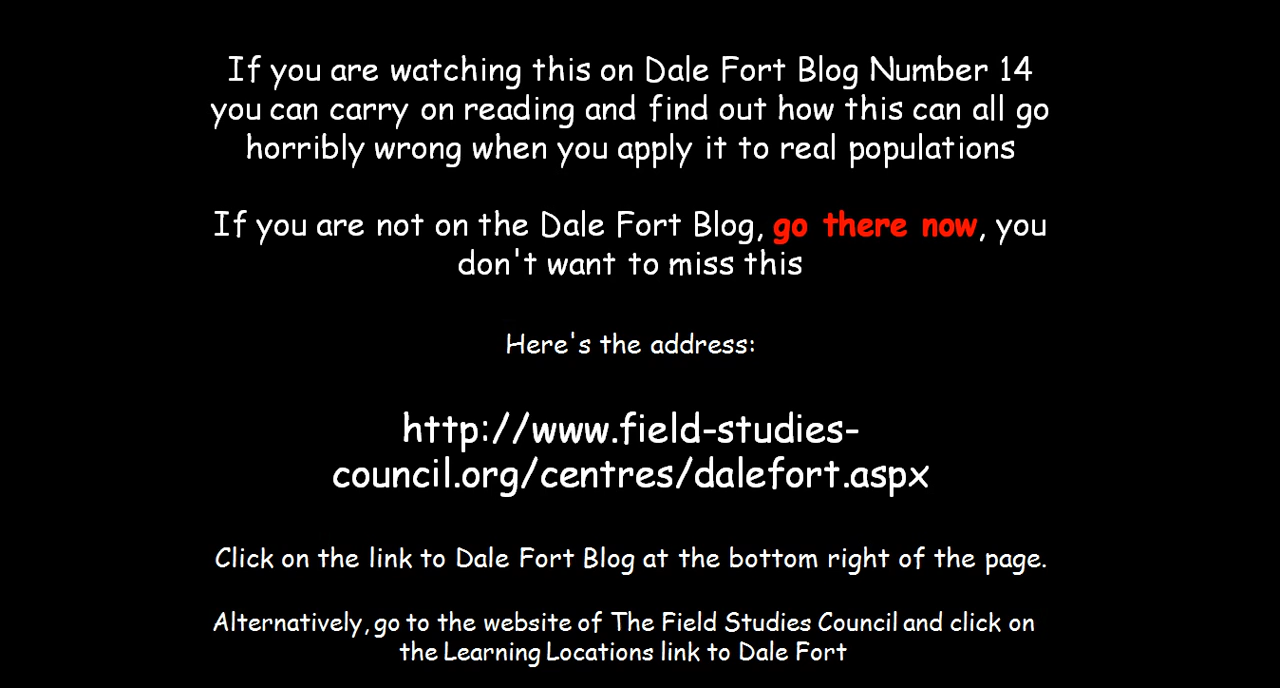 If you are watching this on Dale Fort Blog Number 14
you can carry on reading and find out how this can all go
horribly wrong when you apply it to real populations
If you are not on the Dale Fort Blog, go there now, you
don't want to miss this
Here's the address:
http://www.field-studies-
council.org/centres/dalefort.aspx
Click on the link to Dale Fort Blog at the bottom right of the page.
Alternatively, go to the website of The Field Studies Council and click on
the Learning Locations link to Dale Fort